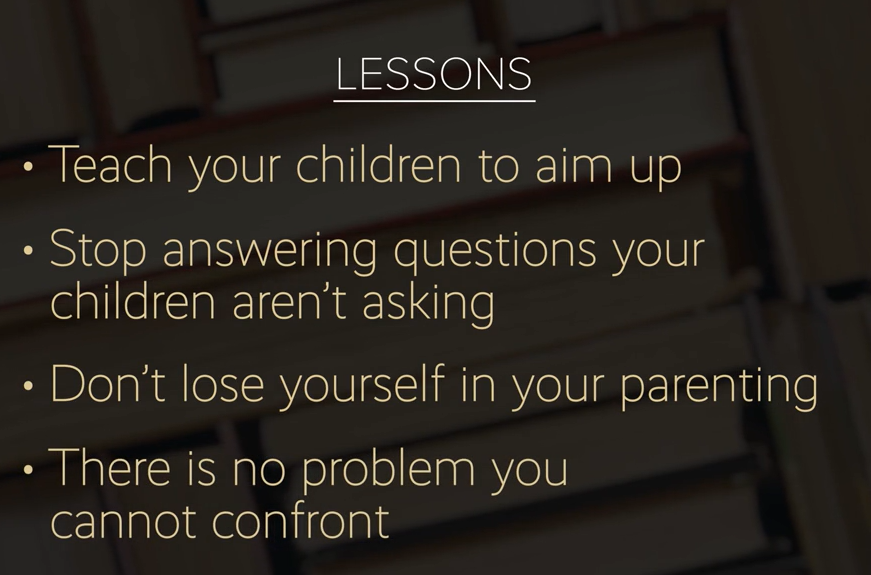 LESSONS
• Teach your children to aim up
• Stop answering questions your
children aren’t asking
• Don’t lose yourself in your parenting
• There is no problem you
cannot confront